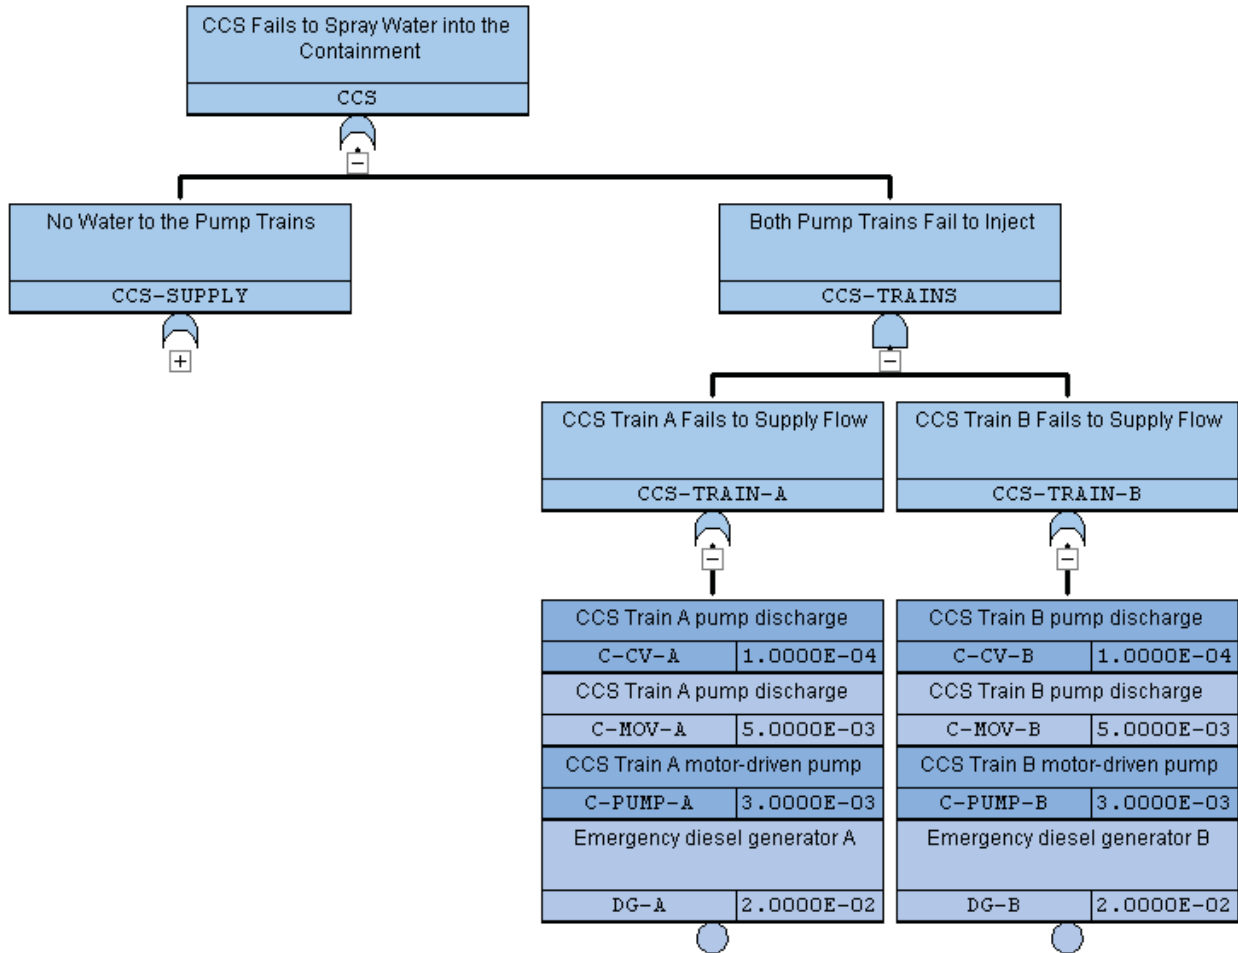 CCS Fails to Spray Water into the
Containment
CCS
−
No Water to the Pump Trains
CCS-SUPPLY
+
Both Pump Trains Fail to Inject
CCS-TRAINS
−
CCS Train A Fails to Supply Flow
CCS-TRAIN-A
−
CCS Train B Fails to Supply Flow
CCS-TRAIN-B
−
CCS Train A pump discharge
C-CV-A 1.0000E-04
CCS Train A pump discharge
C-MOV-A 5.0000E-03
CCS Train A motor-driven pump
C-PUMP-A 3.0000E-03
Emergency diesel generator A
DG-A 2.0000E-02
CCS Train B pump discharge
C-CV-B 1.0000E-04
CCS Train B pump discharge
C-MOV-B 5.0000E-03
CCS Train B motor-driven pump
C-PUMP-B 3.0000E-03
Emergency diesel generator B
DG-B 2.0000E-02